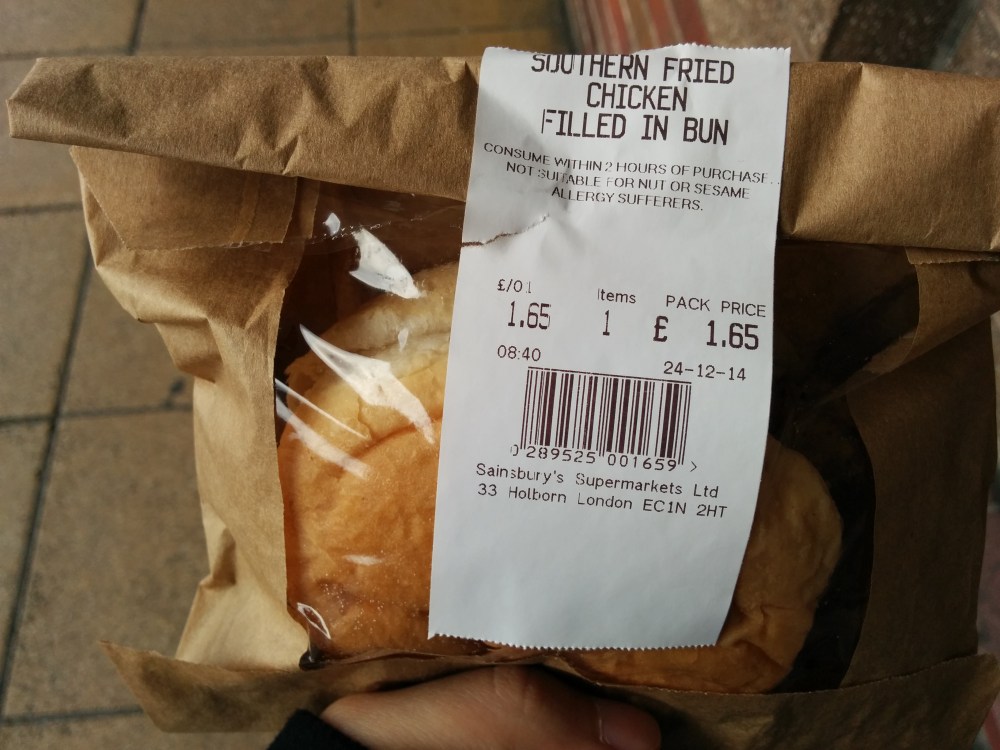 SOUTHERN FRIED
CHICKEN
FILLED IN BUN
CONSUME WITHIN 2 HOURS OF PURCHASE..
NOT SUITABLE FOR NUT OR SESAME
ALLERGY SUFFERERS.
£/01 Items PACK PRICE
1.65 1 £ 1.65
08:40 24-12-14
0 289525 001659 >
Sainsbury's Supermarkets Ltd
33 Holborn London EC1N 2HT